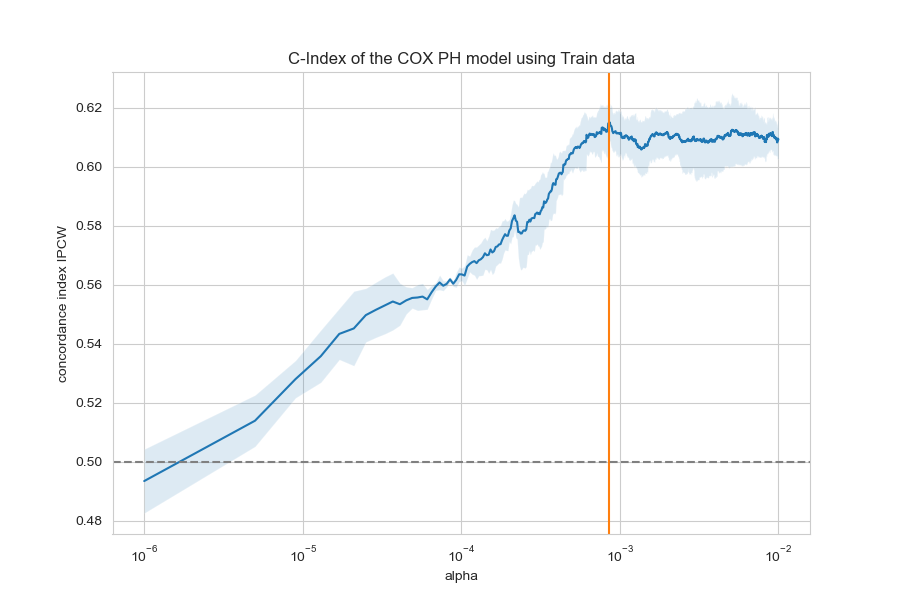 C-Index of the COX PH model using Train data
concordance index IPCW
0.62
0.60
0.58
0.56
0.54
0.52
0.50
0.48
10⁻⁶ 10⁻⁵ 10⁻⁴ 10⁻³ 10⁻²
alpha